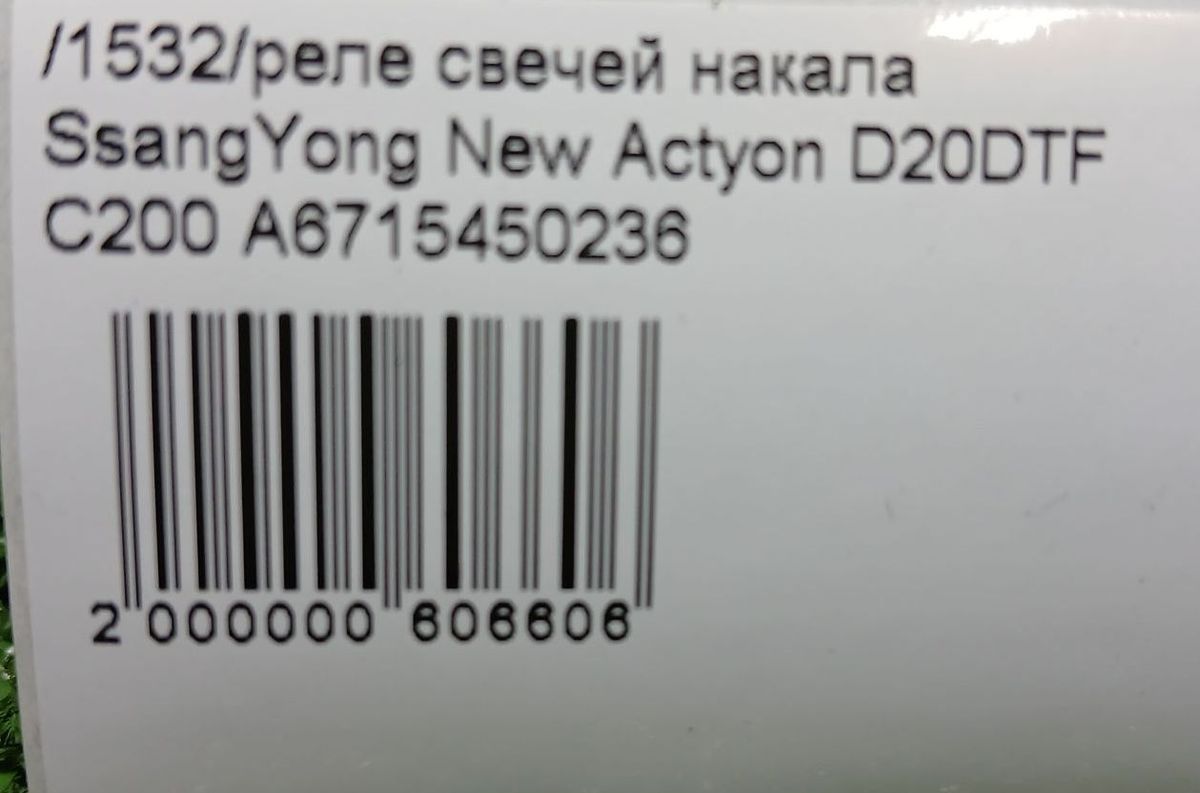 /1532/реле свечей накала
SsangYong New Actyon D20DTF
C200 A6715450236
2 000000 606606